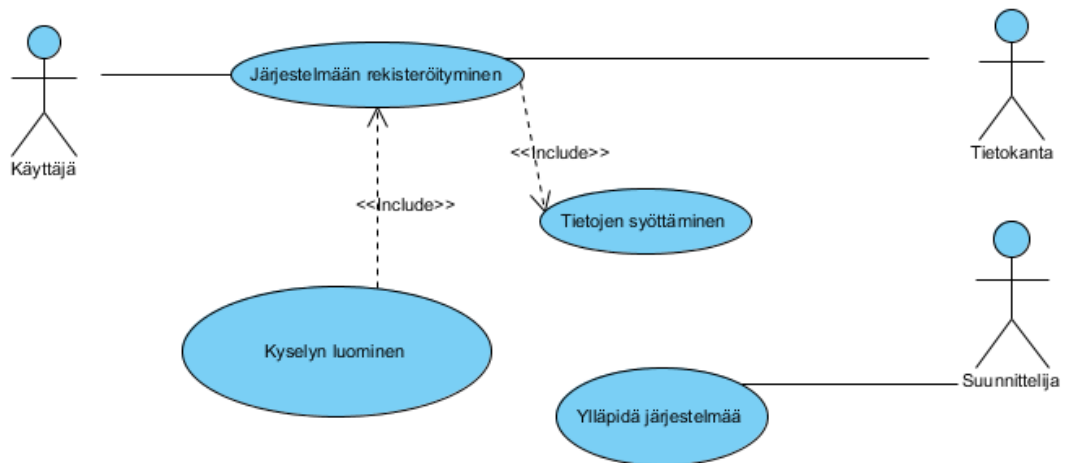 Järjestelmään rekisteröityminen
Käyttäjä
Tietokanta
<<Include>>
<<Include>>
Tietojen syöttäminen
Kyselyn luominen
Suunnittelija
Ylläpidä järjestelmää